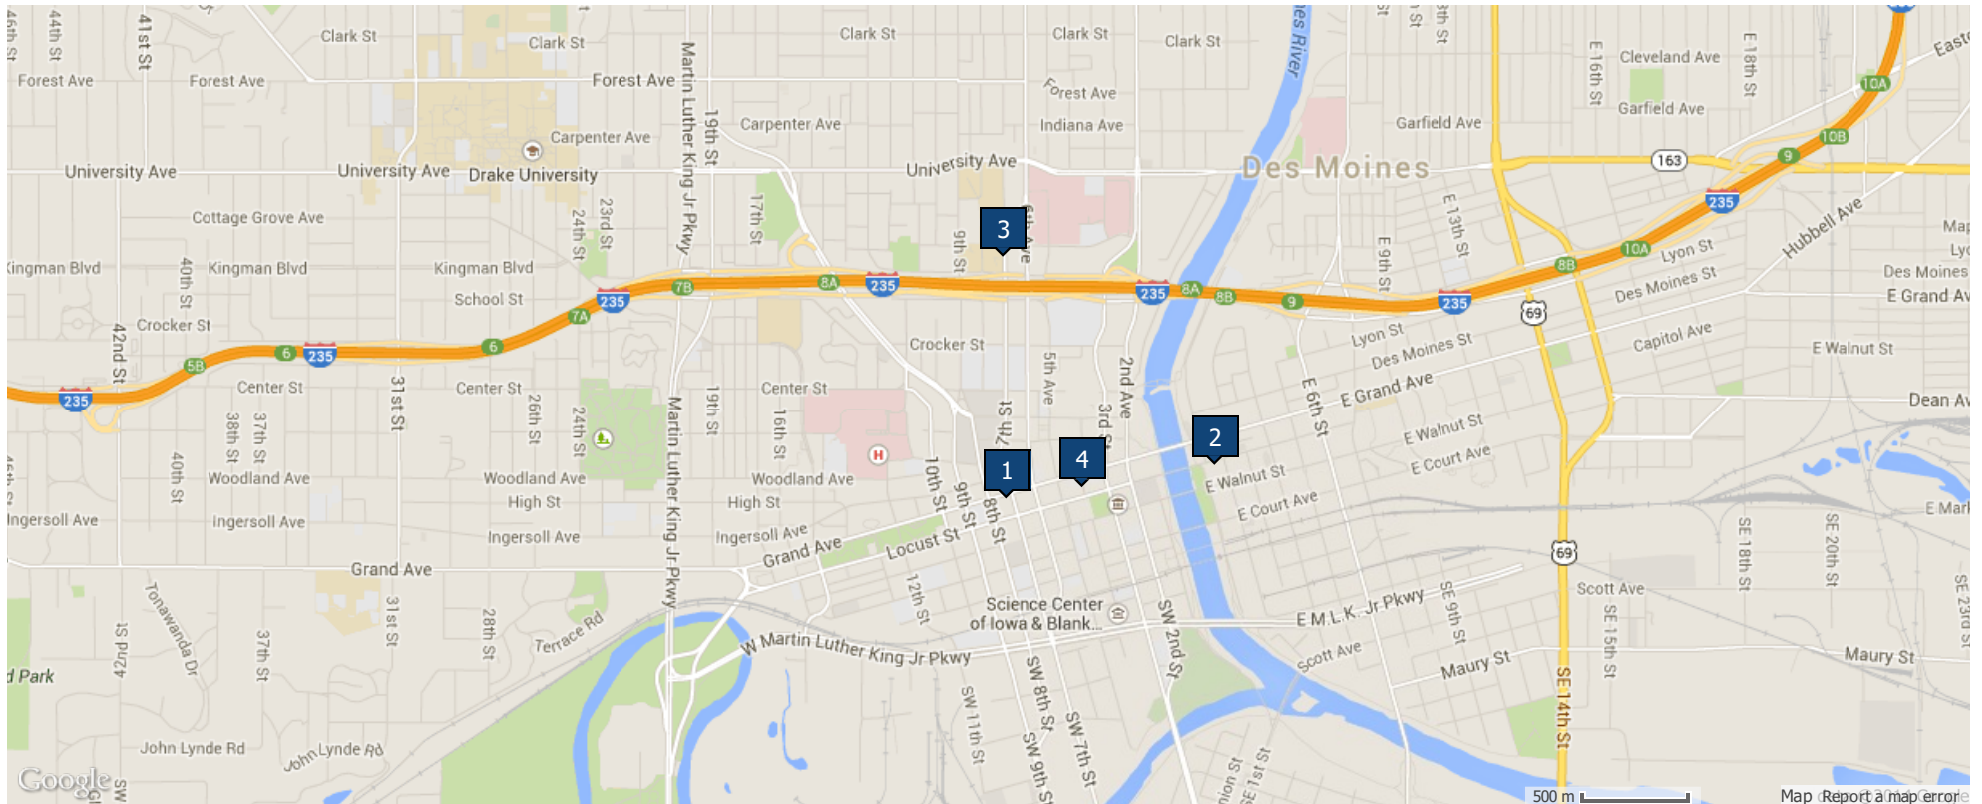 46th St
44th St
41st St
Clark St
Clark St
Clark St
Clark St
Clark St
Forest Ave
Forest Ave
Forest Ave
Forest Ave
Martin Luther King Jr Pkwy
19th St
Carpenter Ave
Carpenter Ave
Indiana Ave
University Ave
University Ave
University Ave
Drake University
Des Moines
Garfield Ave
Garfield Ave
Cleveland Ave
E 16th St
E 18th St
10A
10B
9
163
235
Hubbell Ave
Cottage Grove Ave
23rd St
24th St
17th St
9th St
3
6th Ave
E 13th St
E 9th St
10A
Lyon St
8B
Des Moines St
Des Moines
E Grand Av
Kingman Blvd
Kingman Blvd
Kingman Blvd
40th St
School St
235
7B
8A
235
235
8A
8B
9
235
69
7A
6
6
235
5B
235
Crocker St
42nd St
Crocker St
Lyon St
Des Moines St
Capitol Ave
E Walnut St
Center St
Center St
Center St
31st St
38th St
37th St
26th St
24th St
19th St
16th St
5th Ave
2nd Ave
3rd St
7th St
E 6th St
E Grand Ave
Dean Av
Martin Luther King Jr Pkwy
H
1
4
2
E Walnut St
E Court Ave
E Walnut St
E Court Ave
40th St
Woodland Ave
Woodland Ave
Woodland Ave
High St
High St
10th St
9th St
8th St
Ingersoll Ave
Ingersoll Ave
Ingersoll Ave
Ingersoll Ave
Grand Ave
Locust St
Grand Ave
12th St
69
SE 18th St
SE 20th St
E Mark
Science Center
of Iowa & Blank...
E M.L.K. Jr Pkwy
SE 9th St
Scott Ave
SE 15th St
SE 23rd St
Tonawanda Dr
42nd St
37th St
31st St
28th St
Terrace Rd
W Martin Luther King Jr Pkwy
SW 2nd St
Scott Ave
Maury St
Maury St
d Park
SW 8th St
SW 11th St
SW 7th St
SW 9th St
SE 14th St
John Lynde Rd
John Lynde Rd
SE 1st St
Google
SW
500 m
Map
Report a map error